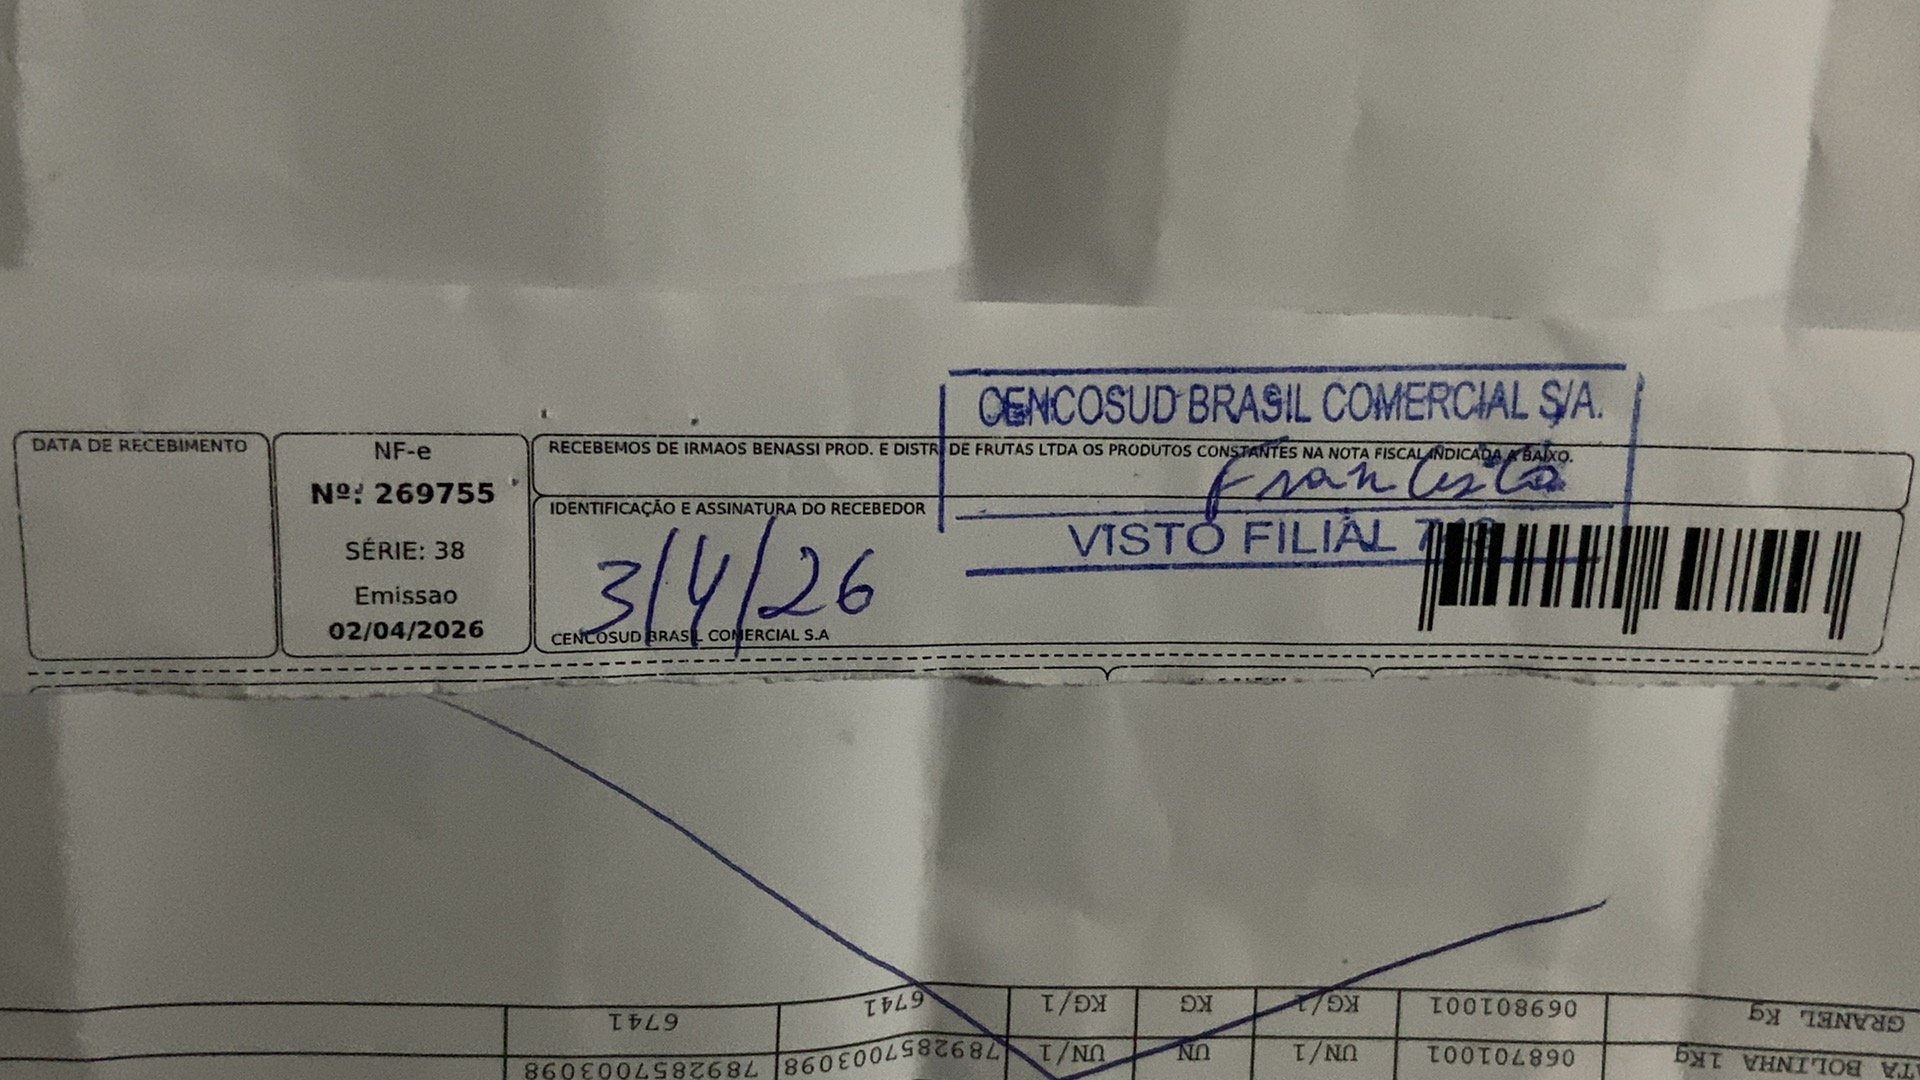 CENCOSUD BRASIL COMERCIAL S/A.
DATA DE RECEBIMENTO
NF-e
Nº: 269755
SÉRIE: 38
Emissao
02/04/2026
RECEBEMOS DE IRMAOS BENASSI PROD. E DISTR DE FRUTAS LTDA OS PRODUTOS CONSTANTES NA NOTA FISCAL INDICADA A BAIXO.
IDENTIFICAÇÃO E ASSINATURA DO RECEBEDOR
VISTO FILIAL
3/4/26
CENCOSUD BRASIL COMERCIAL S.A
GRANEL Kg 069801001 KG/1 KG KG/1 6741 6741
BOLINHA 1Kg 068701001 UN/1 UN UN/1 7892857003098 7892857003098